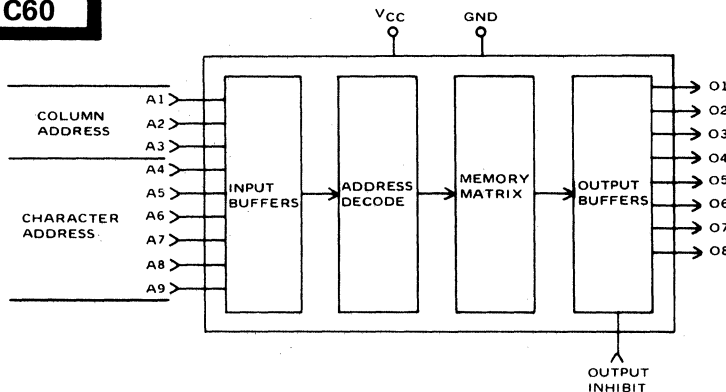 C60
VCC
GND
COLUMN
ADDRESS
CHARACTER
ADDRESS
A1
A2
A3
A4
A5
A6
A7
A8
A9
INPUT
BUFFERS
ADDRESS
DECODE
MEMORY
MATRIX
OUTPUT
BUFFERS
O1
O2
O3
O4
O5
O6
O7
O8
OUTPUT
INHIBIT